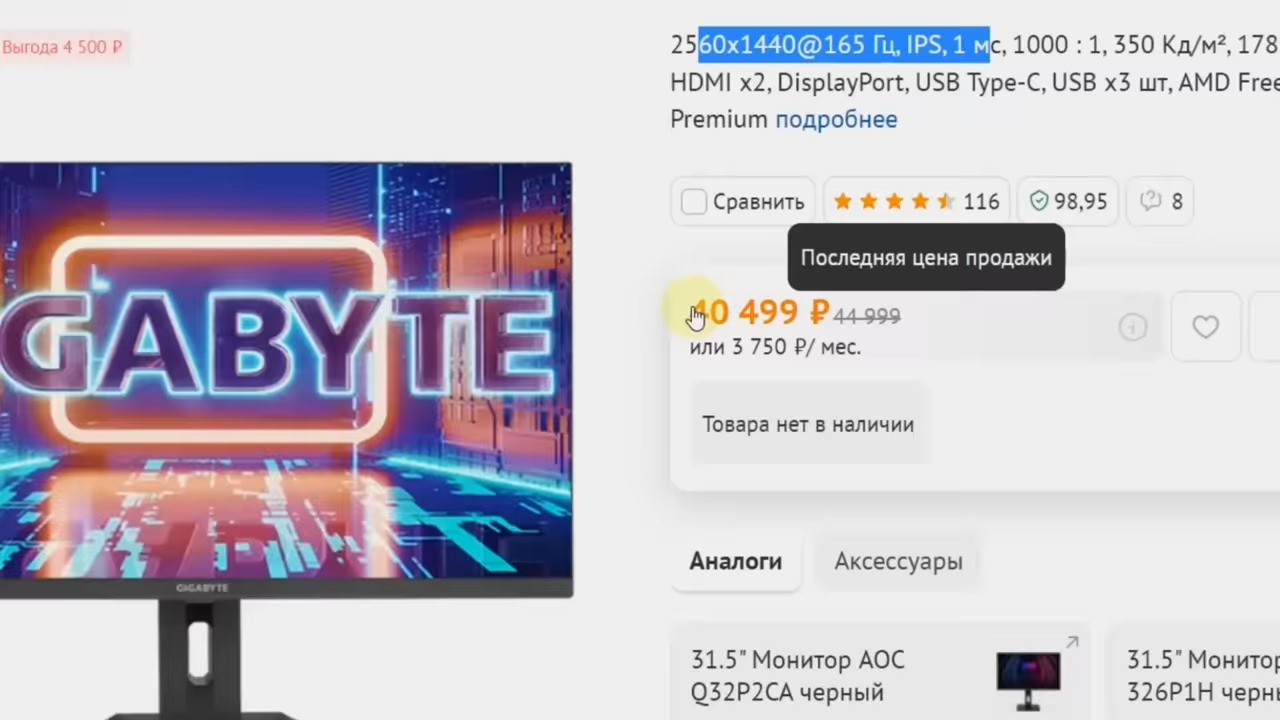 Выгода 4 500 ₽
2560x1440@165 Гц, IPS, 1 мс, 1000 : 1, 350 Кд/м², 178
HDMI x2, DisplayPort, USB Type-C, USB x3 шт, AMD Free
Premium подробнее
Сравнить
116
98,95
8
Последняя цена продажи
40 499 ₽ 44 999
или 3 750 ₽/ мес.
Товара нет в наличии
GABYTE
GIGABYTE
Аналоги
Аксессуары
31.5" Монитор AOC
Q32P2CA черный
31.5" Монитор
326P1H черны